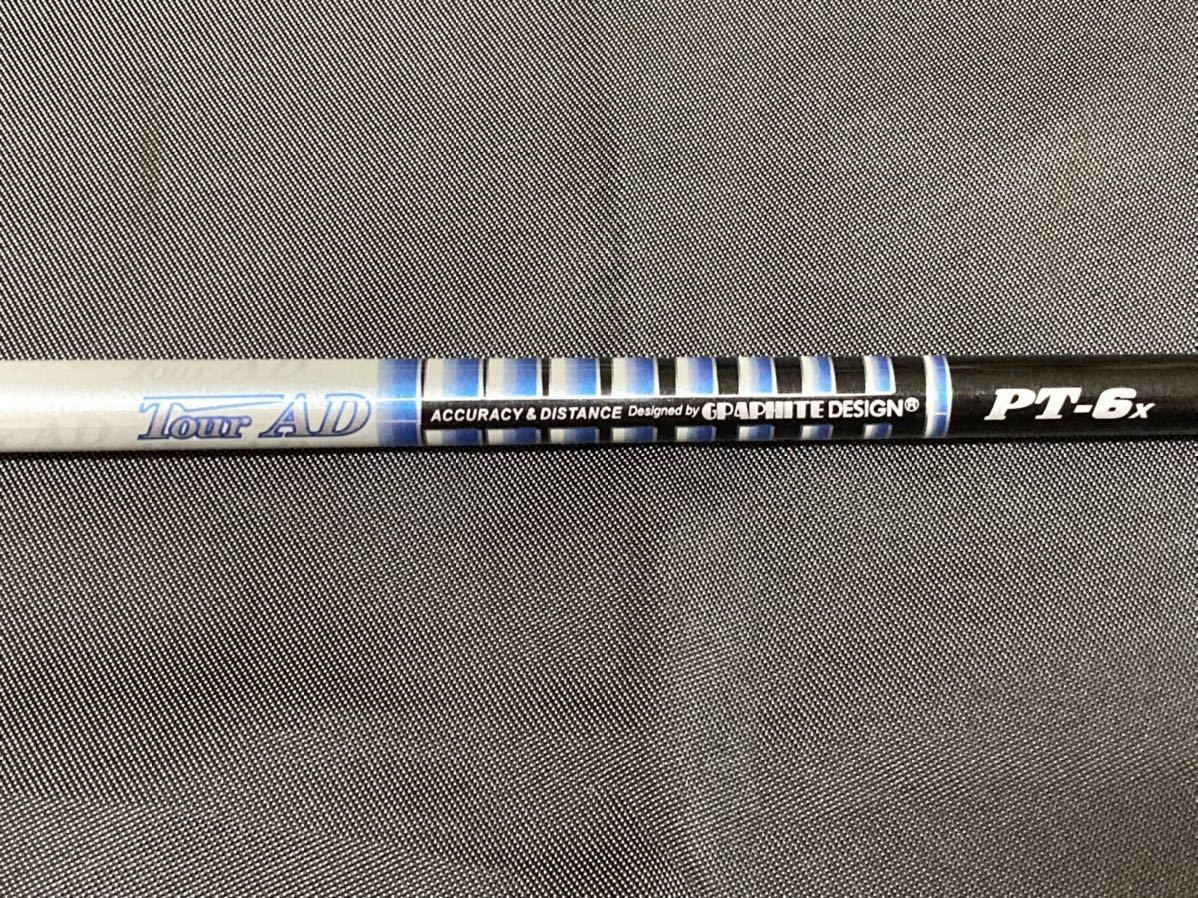 Tour AD
ACCURACY & DISTANCE Designed by GRAPHITE DESIGN®
PT-6x